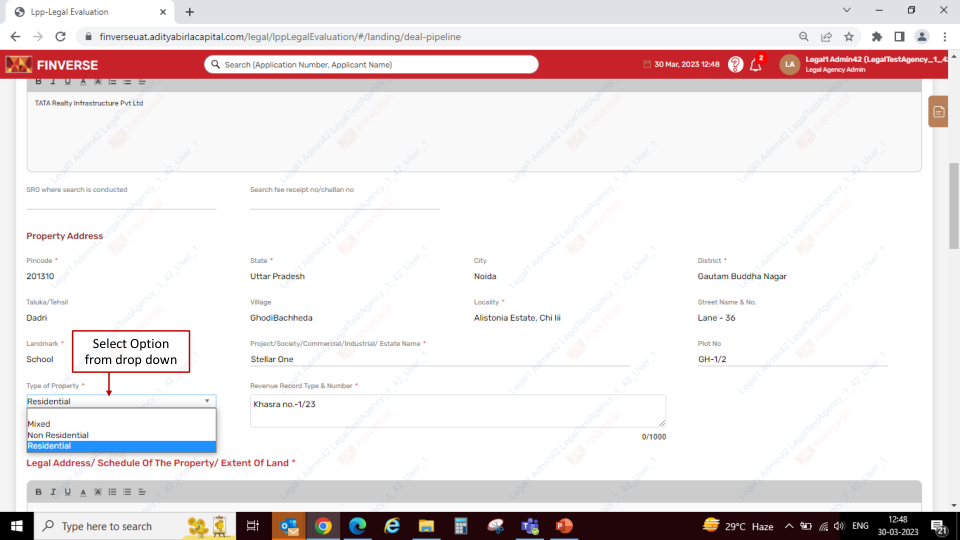 Lpp-Legal Evaluation
finverseuat.adityabirlacapital.com/legal/lppLegalEvaluation/#/landing/deal-pipeline
FINVERSE
Search (Application Number, Applicant Name)
30 Mar, 2023 12:48
2
LA
Legal1 Admin42 (LegalTestAgency_1_4
Legal Agency Admin
B I U A A
TATA Realty Infrastructure Pvt Ltd
SRO where search is conducted
Search fee receipt no/challan no
Property Address
Pincode *
State *
City
District *
201310
Uttar Pradesh
Noida
Gautam Buddha Nagar
Taluka/Tehsil
Village
Locality *
Street Name & No.
Dadri
GhodiBachheda
Alistonia Estate, Chi Iii
Lane - 36
Select Option
from drop down
Landmark *
Project/Society/Commercial/Industrial/ Estate Name *
Plot No
School
Stellar One
GH-1/2
Type of Property *
Revenue Record Type & Number *
Residential
Khasra no.-1/23
Mixed
Non Residential
Residential
0/1000
Legal Address/ Schedule Of The Property/ Extent Of Land *
B I U A A
Type here to search
29°C Haze
ENG
12:48
30-03-2023
21